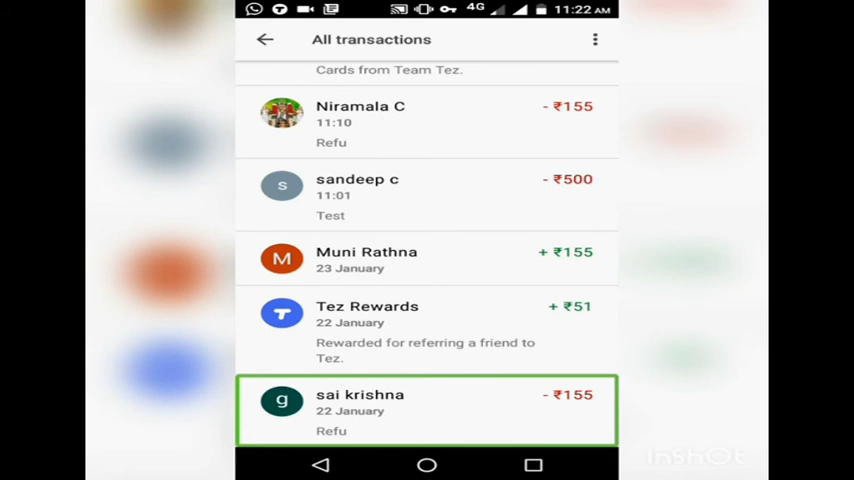 4G 11:22 AM
All transactions
Cards from Team Tez.
Niramala C - ₹155
11:10
Refu
s sandeep c - ₹500
11:01
Test
M Muni Rathna + ₹155
23 January
Tez Rewards + ₹51
22 January
Rewarded for referring a friend to
Tez.
g sai krishna - ₹155
22 January
Refu
InShOt